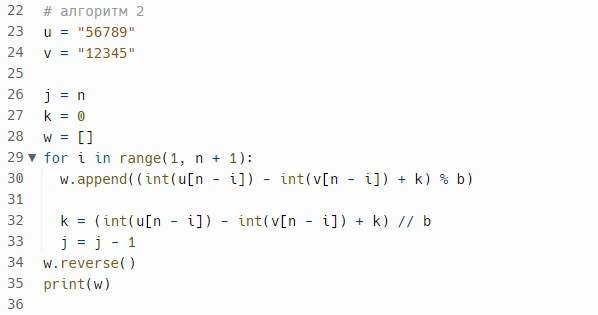 22 # алгоритм 2
23 u = "56789"
24 v = "12345"
25
26 j = n
27 k = 0
28 w = []
29 ▼ for i in range(1, n + 1):
30 w.append((int(u[n - i]) - int(v[n - i]) + k) % b)
31
32 k = (int(u[n - i]) - int(v[n - i]) + k) // b
33 j = j - 1
34 w.reverse()
35 print(w)
36